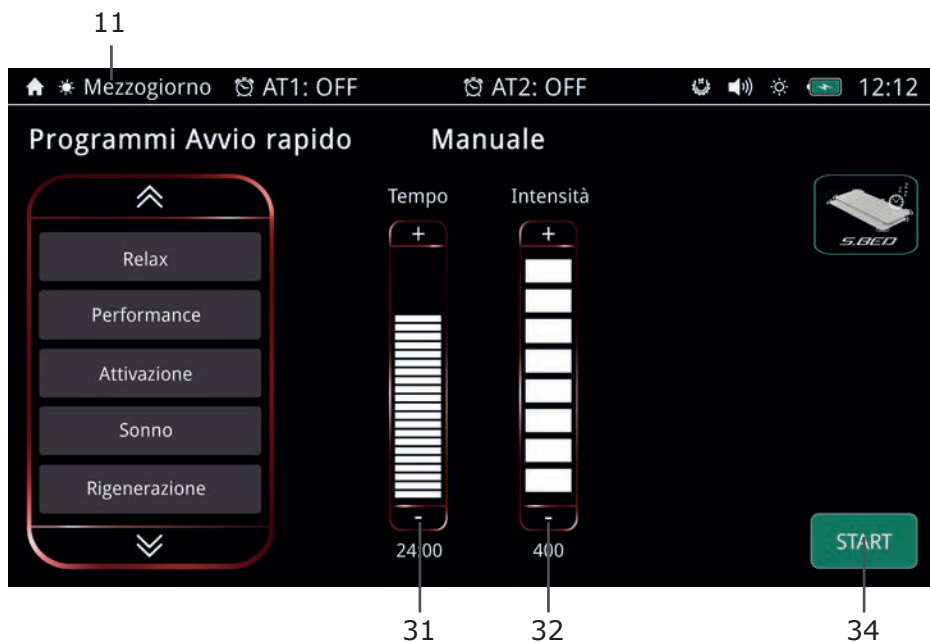 11
Mezzogiorno AT1: OFF AT2: OFF 12:12
Programmi Avvio rapido Manuale
Tempo Intensità
+ +
zzz
S.BED
Relax
Performance
Attivazione
Sonno
Rigenerazione
- -
24:00 400
START
31 32 34